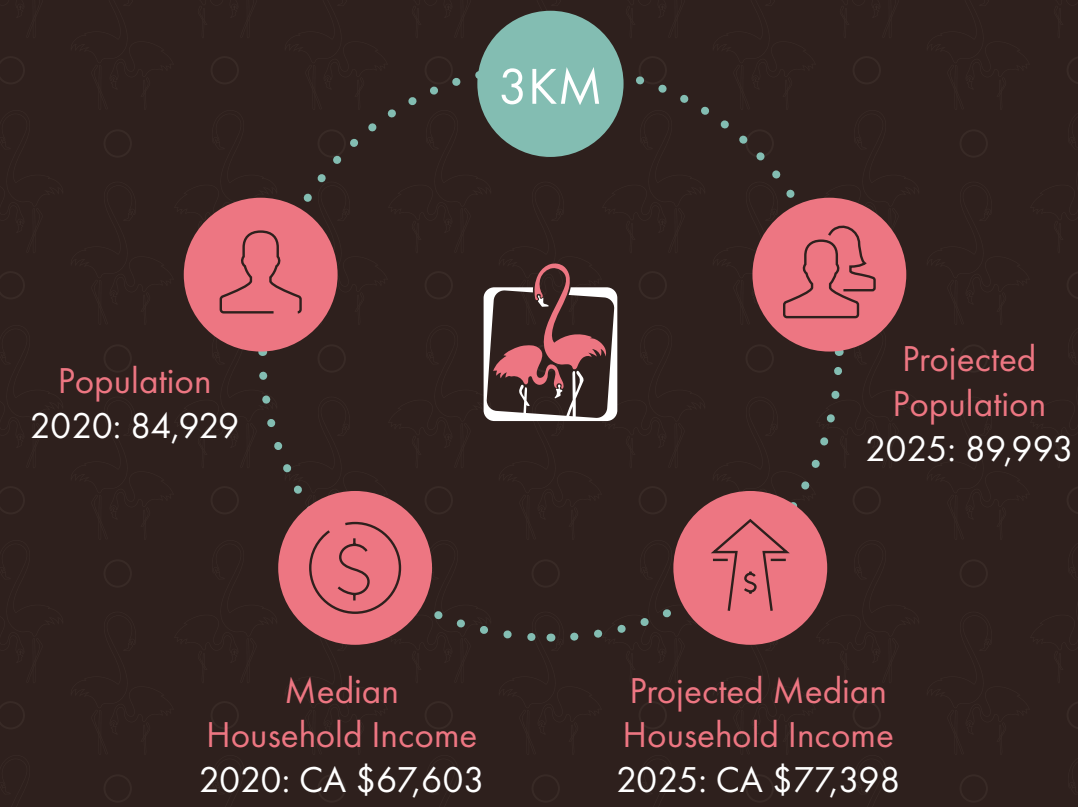 3KM
Population
2020: 84,929
Projected
Population
2025: 89,993
Median
Household Income
2020: CA $67,603
Projected Median
Household Income
2025: CA $77,398
$
$